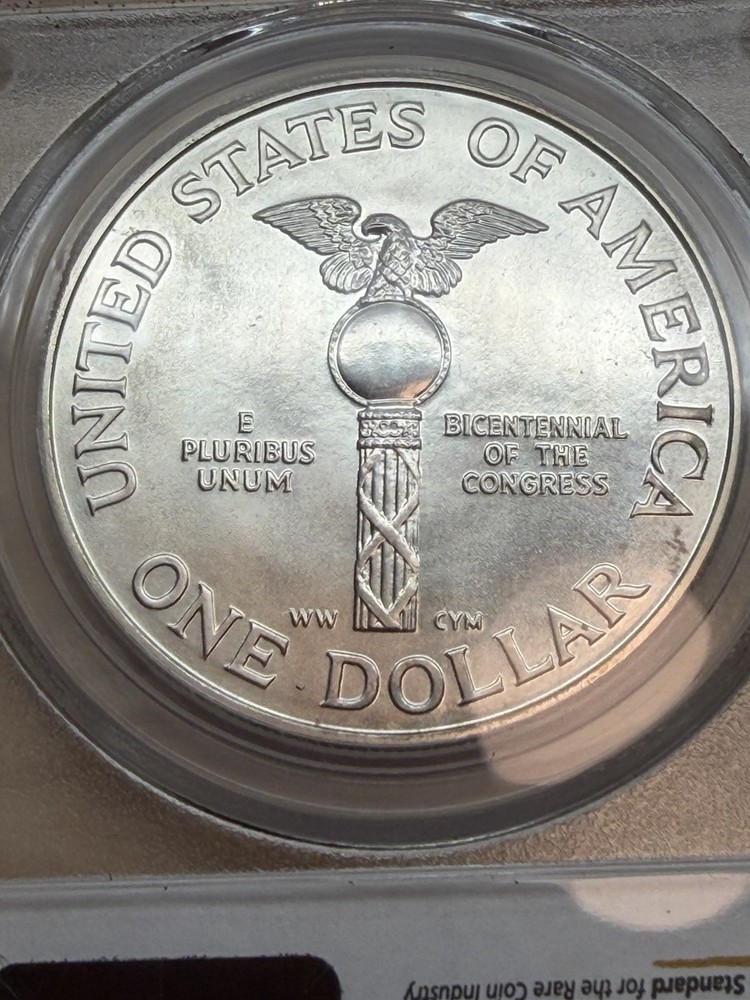 UNITED STATES OF AMERICA
E
PLURIBUS
UNUM
BICENTENNIAL
OF THE
CONGRESS
WW
CYM
ONE DOLLAR
Standard for the Rare Coin Industry